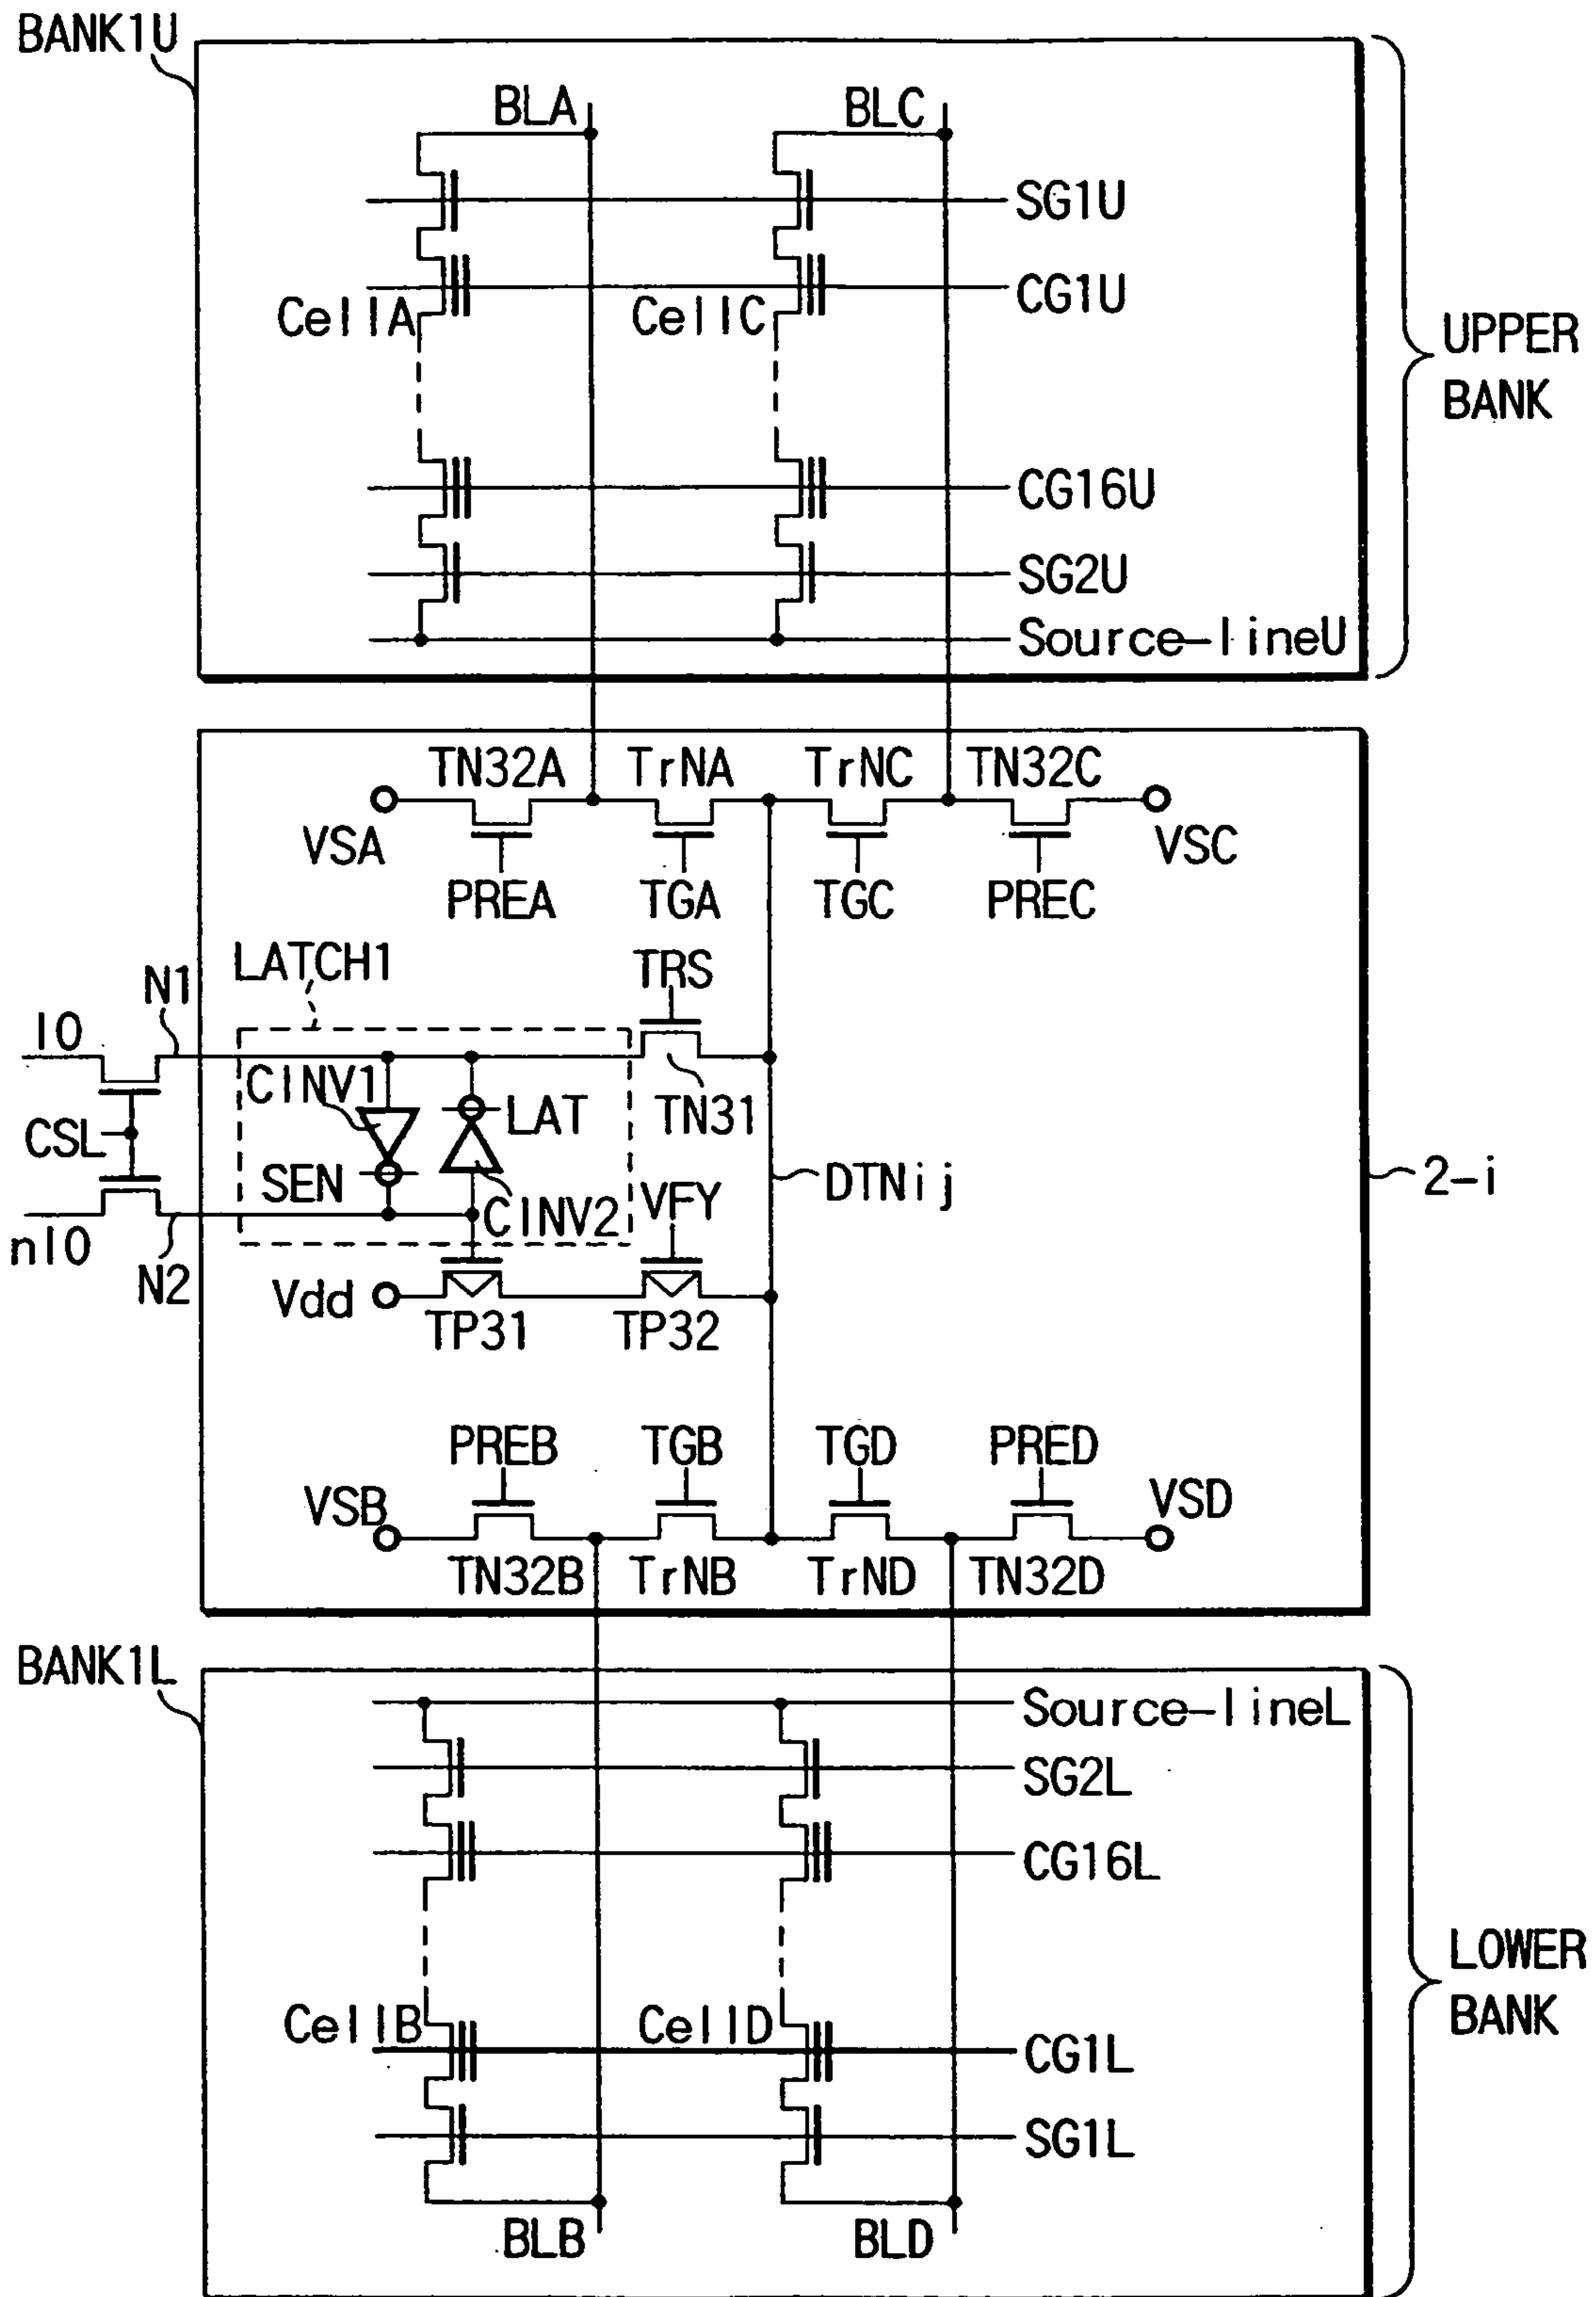 BANK1U
BLA
BLC
SG1U
CG1U
CellA
CellC
UPPER
BANK
CG16U
SG2U
Source-lineU
TN32A
TrNA
TrNC
TN32C
VSA
VSC
PREA
TGA
TGC
PREC
LATCH1
TRS
N1
IO
CINV1
LAT
TN31
CSL
SEN
DTNij
2-i
CINV2
VFY
nIO
N2
Vdd
TP31
TP32
PREB
TGB
TGD
PRED
VSB
VSD
TN32B
TrNB
TrND
TN32D
BANK1L
Source-lineL
SG2L
CG16L
LOWER
BANK
CellB
CellD
CG1L
SG1L
BLB
BLD